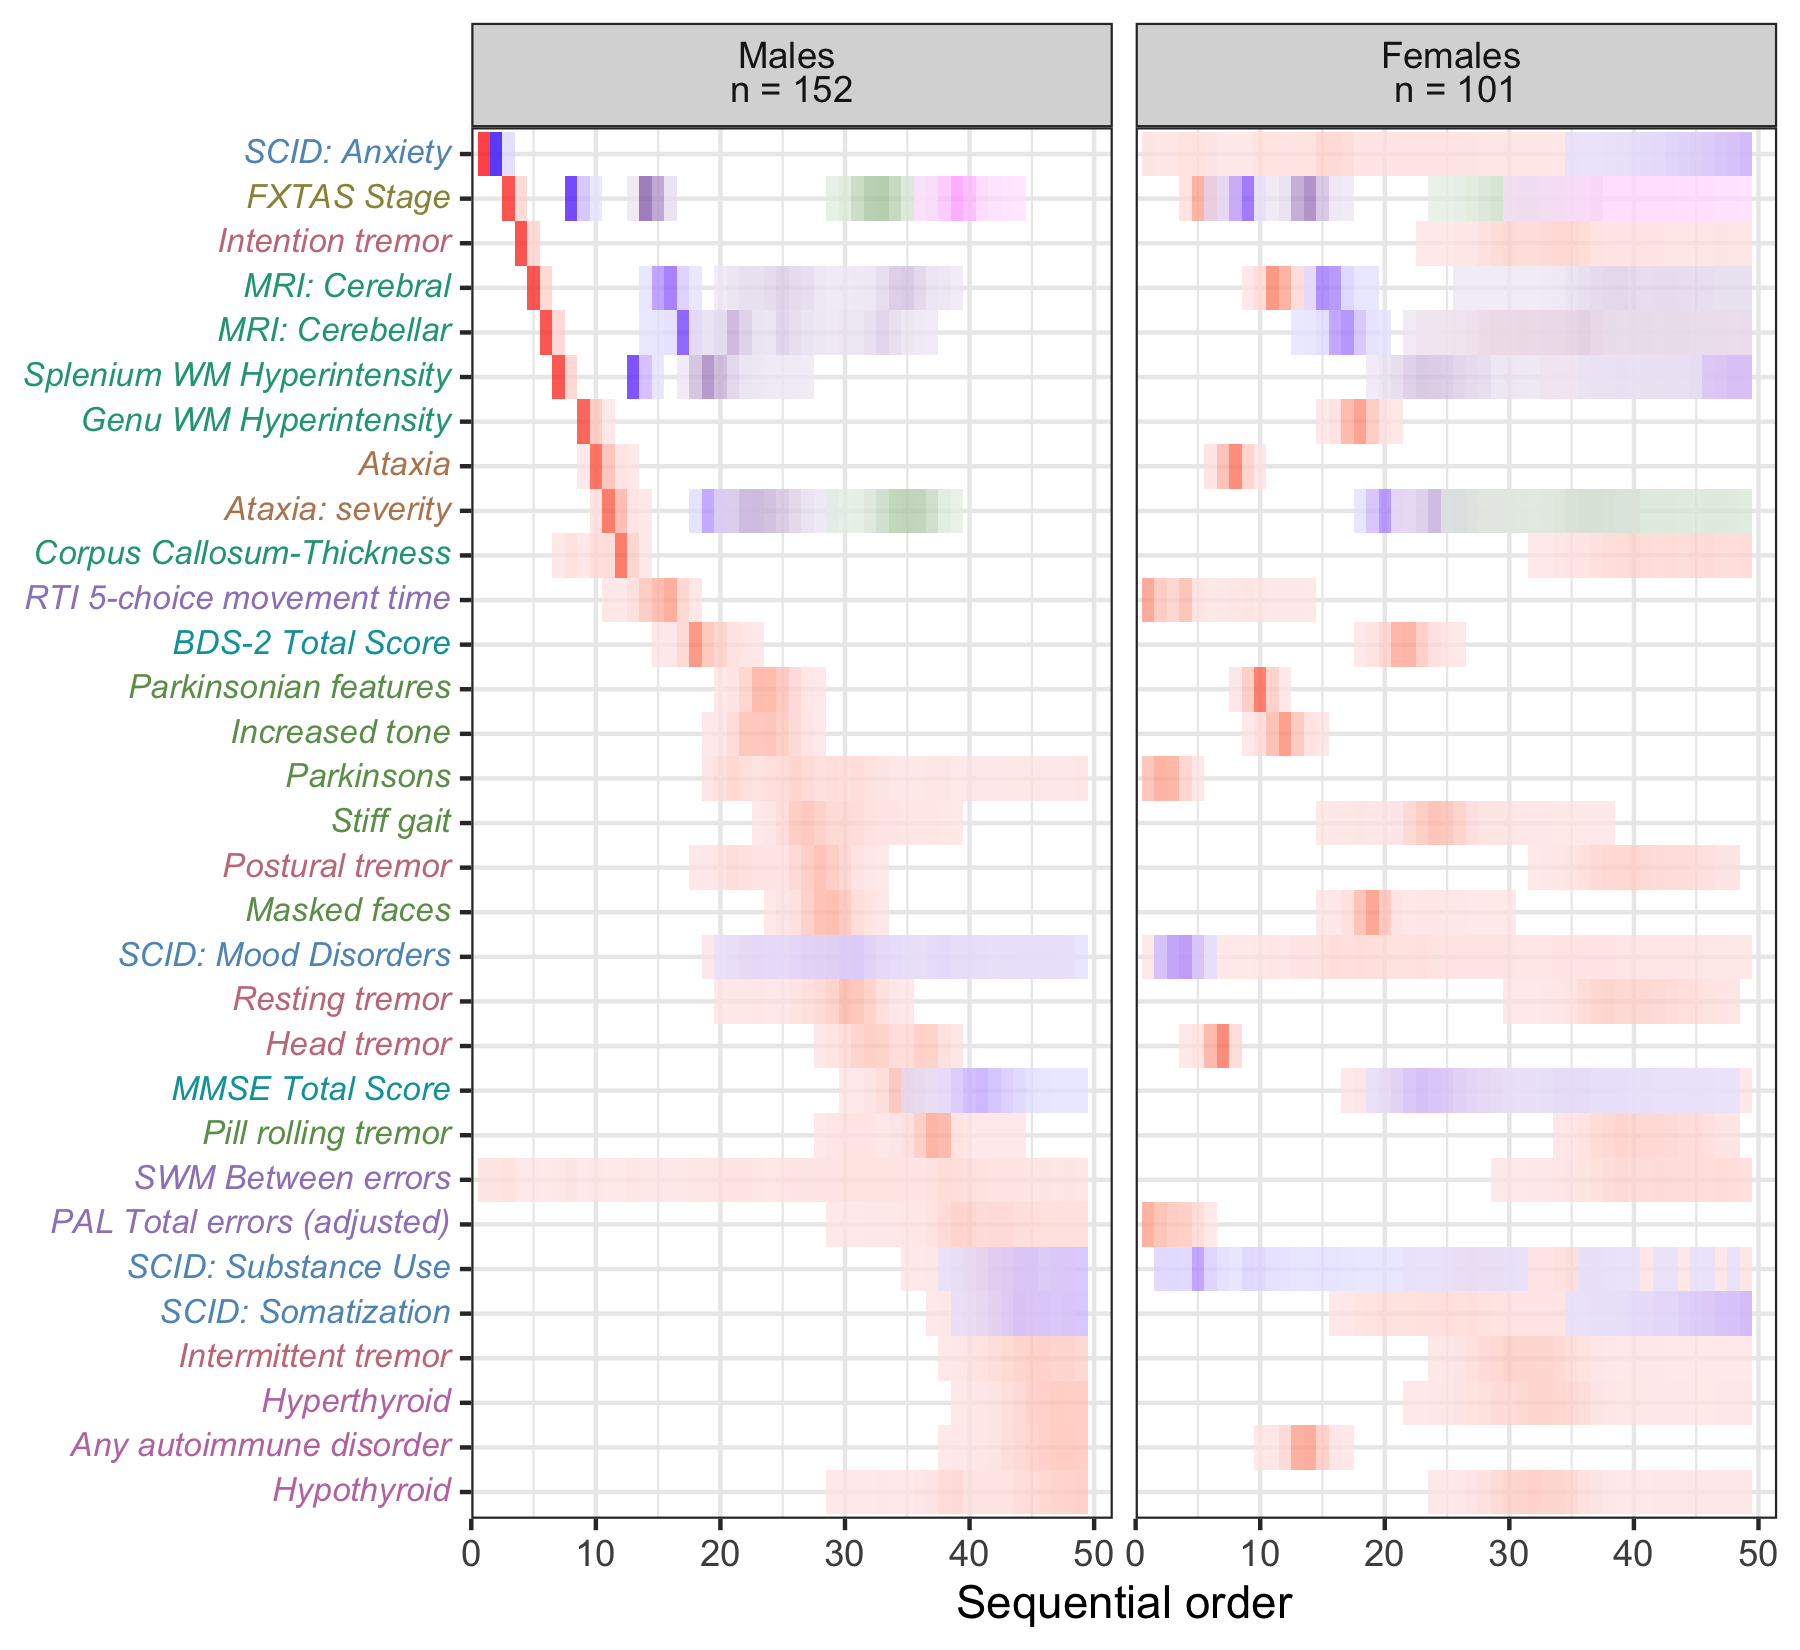 Males
n = 152
Females
n = 101
SCID: Anxiety
FXTAS Stage
Intention tremor
MRI: Cerebral
MRI: Cerebellar
Splenium WM Hyperintensity
Genu WM Hyperintensity
Ataxia
Ataxia: severity
Corpus Callosum-Thickness
RTI 5-choice movement time
BDS-2 Total Score
Parkinsonian features
Increased tone
Parkinsons
Stiff gait
Postural tremor
Masked faces
SCID: Mood Disorders
Resting tremor
Head tremor
MMSE Total Score
Pill rolling tremor
SWM Between errors
PAL Total errors (adjusted)
SCID: Substance Use
SCID: Somatization
Intermittent tremor
Hyperthyroid
Any autoimmune disorder
Hypothyroid
0 10 20 30 40 50 0 10 20 30 40 50
Sequential order